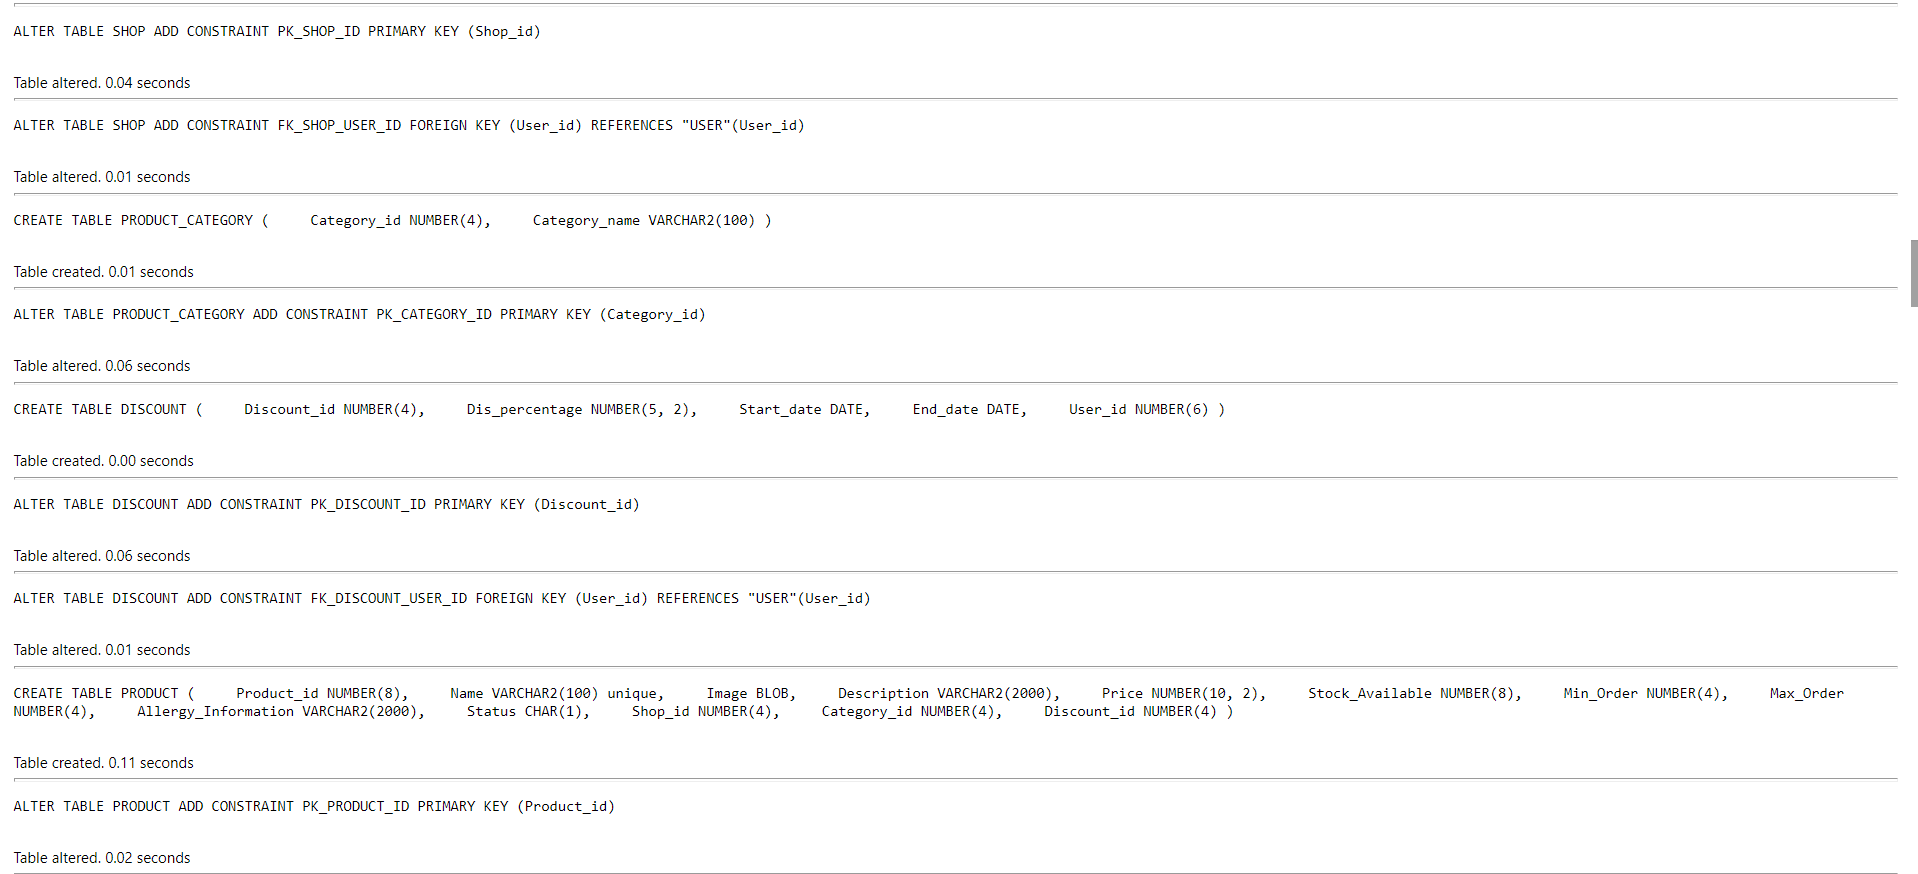 ALTER TABLE SHOP ADD CONSTRAINT PK_SHOP_ID PRIMARY KEY (Shop_id)
Table altered. 0.04 seconds
ALTER TABLE SHOP ADD CONSTRAINT FK_SHOP_USER_ID FOREIGN KEY (User_id) REFERENCES "USER"(User_id)
Table altered. 0.01 seconds
CREATE TABLE PRODUCT_CATEGORY (     Category_id NUMBER(4),     Category_name VARCHAR2(100) )
Table created. 0.01 seconds
ALTER TABLE PRODUCT_CATEGORY ADD CONSTRAINT PK_CATEGORY_ID PRIMARY KEY (Category_id)
Table altered. 0.06 seconds
CREATE TABLE DISCOUNT (     Discount_id NUMBER(4),     Dis_percentage NUMBER(5, 2),     Start_date DATE,     End_date DATE,     User_id NUMBER(6) )
Table created. 0.00 seconds
ALTER TABLE DISCOUNT ADD CONSTRAINT PK_DISCOUNT_ID PRIMARY KEY (Discount_id)
Table altered. 0.06 seconds
ALTER TABLE DISCOUNT ADD CONSTRAINT FK_DISCOUNT_USER_ID FOREIGN KEY (User_id) REFERENCES "USER"(User_id)
Table altered. 0.01 seconds
CREATE TABLE PRODUCT (     Product_id NUMBER(8),     Name VARCHAR2(100) unique,     Image BLOB,     Description VARCHAR2(2000),     Price NUMBER(10, 2),     Stock_Available NUMBER(8),     Min_Order NUMBER(4),     Max_Order
NUMBER(4),     Allergy_Information VARCHAR2(2000),     Status CHAR(1),     Shop_id NUMBER(4),     Category_id NUMBER(4),     Discount_id NUMBER(4) )
Table created. 0.11 seconds
ALTER TABLE PRODUCT ADD CONSTRAINT PK_PRODUCT_ID PRIMARY KEY (Product_id)
Table altered. 0.02 seconds